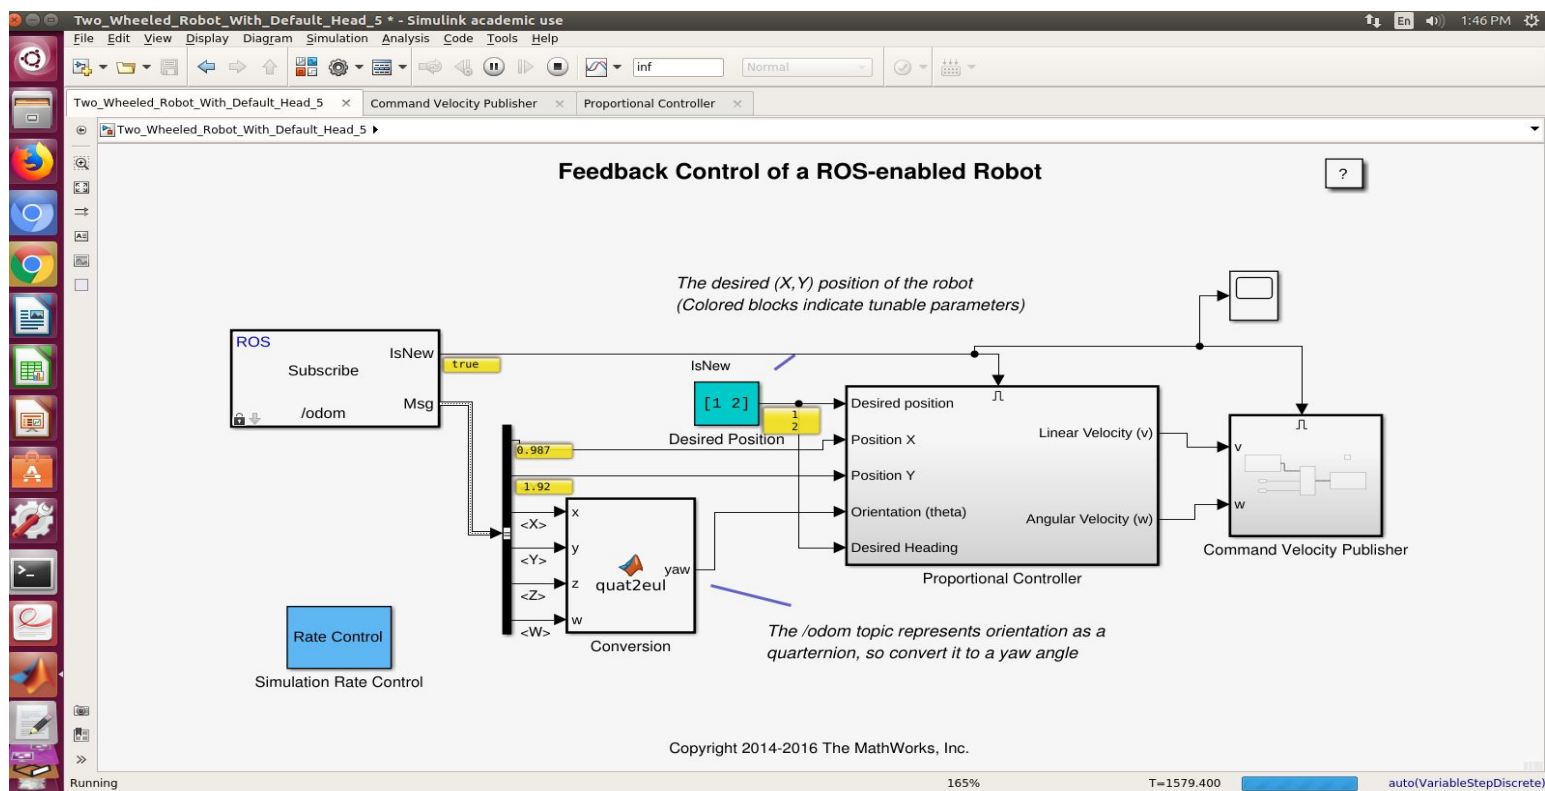 Two_Wheeled_Robot_With_Default_Head_5 * - Simulink academic use
En
1:46 PM
File Edit View Display Diagram Simulation Analysis Code Tools Help
inf
Normal
Two_Wheeled_Robot_With_Default_Head_5
Command Velocity Publisher
Proportional Controller
Two_Wheeled_Robot_With_Default_Head_5
Feedback Control of a ROS-enabled Robot
?
The desired (X,Y) position of the robot
(Colored blocks indicate tunable parameters)
ROS
Subscribe
/odom
IsNew
Msg
true
IsNew
[1 2]
1
2
Desired Position
0.987
1.92
<X>
<Y>
<Z>
<W>
x
y
z
w
quat2eul
yaw
Conversion
Desired position
Position X
Position Y
Orientation (theta)
Desired Heading
Linear Velocity (v)
Angular Velocity (w)
Proportional Controller
v
w
Command Velocity Publisher
Rate Control
Simulation Rate Control
The /odom topic represents orientation as a
quarternion, so convert it to a yaw angle
Copyright 2014-2016 The MathWorks, Inc.
Running
165%
T=1579.400
auto(VariableStepDiscrete)